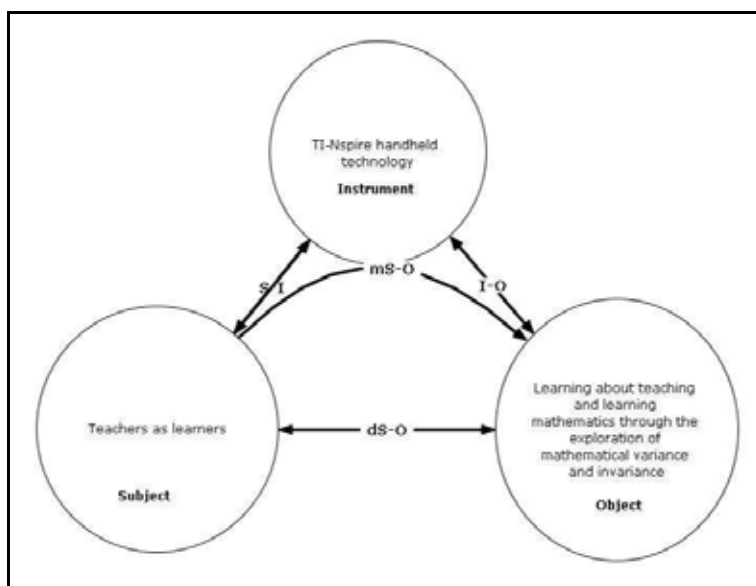 TI-Nspire handheld
technology
Instrument
mS-O
S-I
I-O
Teachers as learners
Subject
dS-O
Learning about teaching
and learning
mathematics through the
exploration of
mathematical variance
and invariance
Object